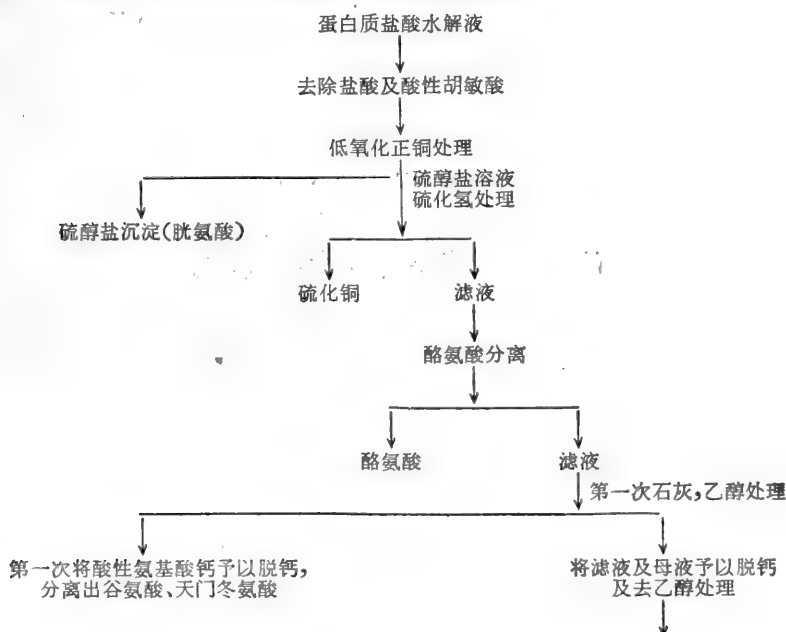 蛋白质盐酸水解液
去除盐酸及酸性胡敏酸
低氧化正铜处理
硫醇盐溶液
硫化氢处理
硫醇盐沉淀(胱氨酸)
硫化铜
滤液
酪氨酸分离
酪氨酸
滤液
第一次石灰,乙醇处理
第一次将酸性氨基酸钙予以脱钙,
分离出谷氨酸、天门冬氨酸
将滤液及母液予以脱钙
及去乙醇处理